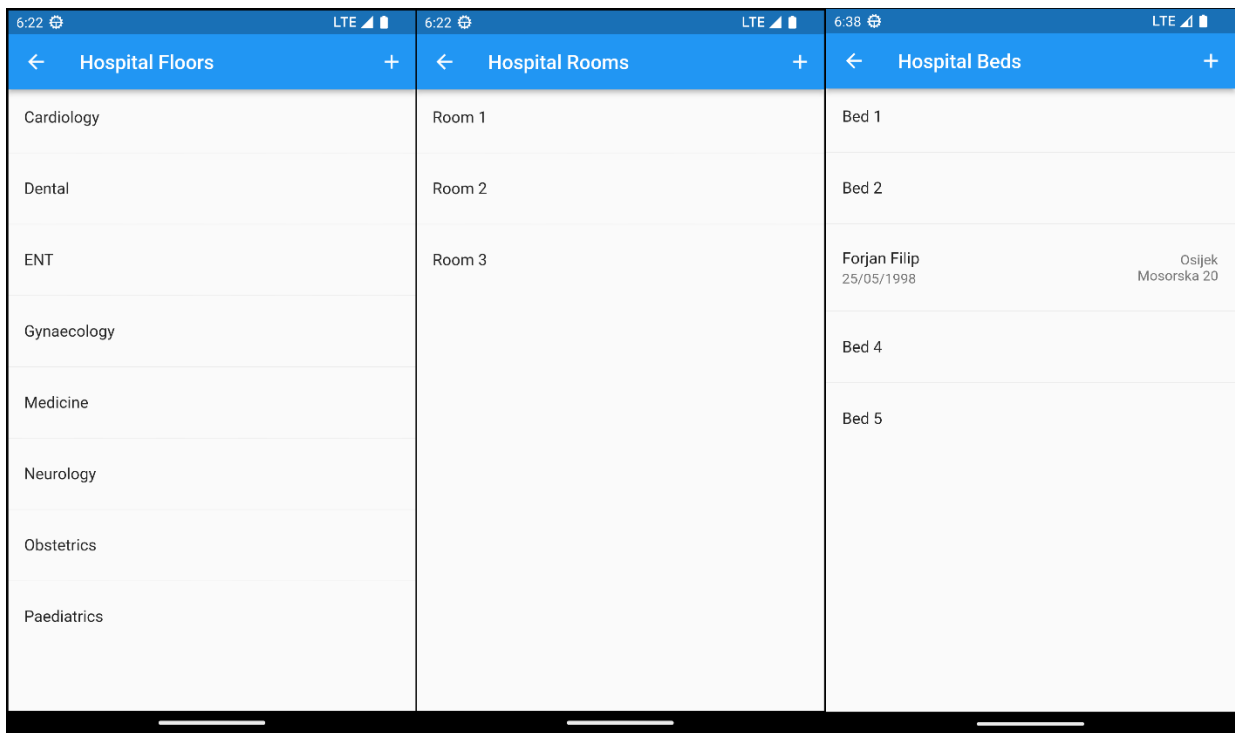 6:22 LTE
Hospital Floors +
Cardiology
Dental
ENT
Gynaecology
Medicine
Neurology
Obstetrics
Paediatrics
6:22 LTE
Hospital Rooms +
Room 1
Room 2
Room 3
6:38 LTE
Hospital Beds +
Bed 1
Bed 2
Forjan Filip Osijek
25/05/1998 Mosorska 20
Bed 4
Bed 5